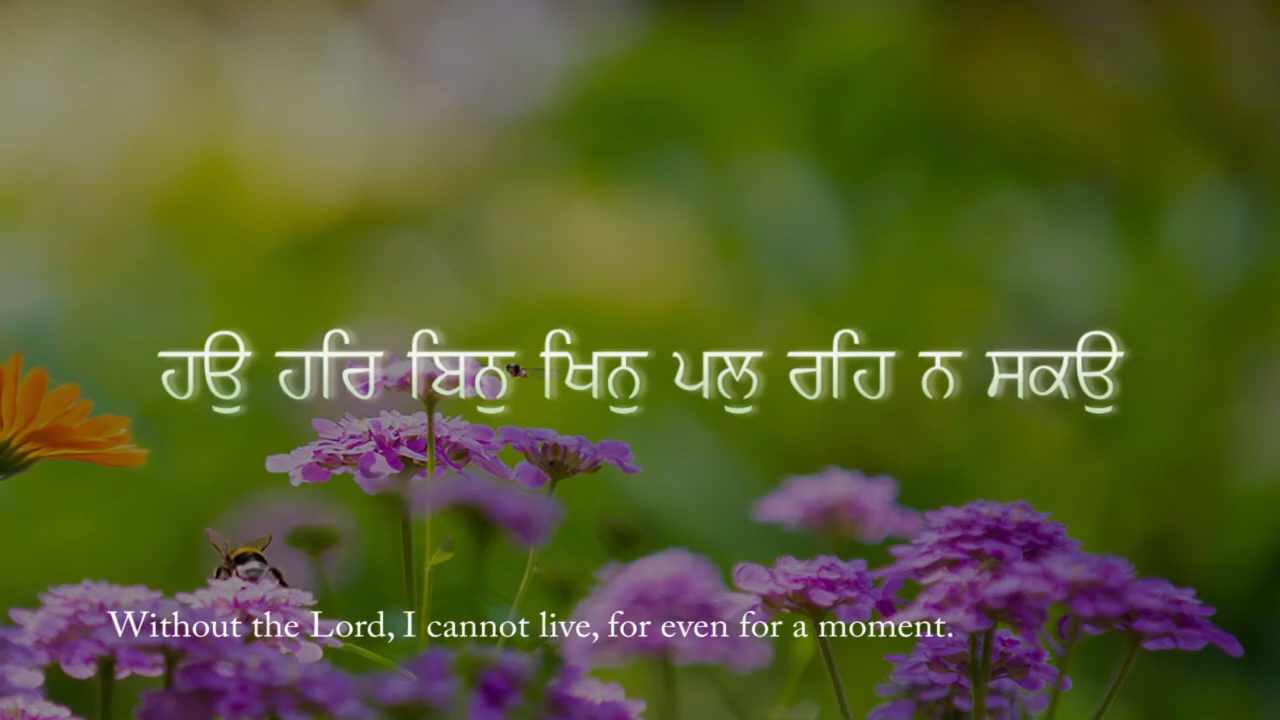 ਹਉ ਹਰਿ ਬਿਨੁ ਖਿਨੁ ਪਲੁ ਰਹਿ ਨ ਸਕਉ
Without the Lord, I cannot live, for even for a moment.